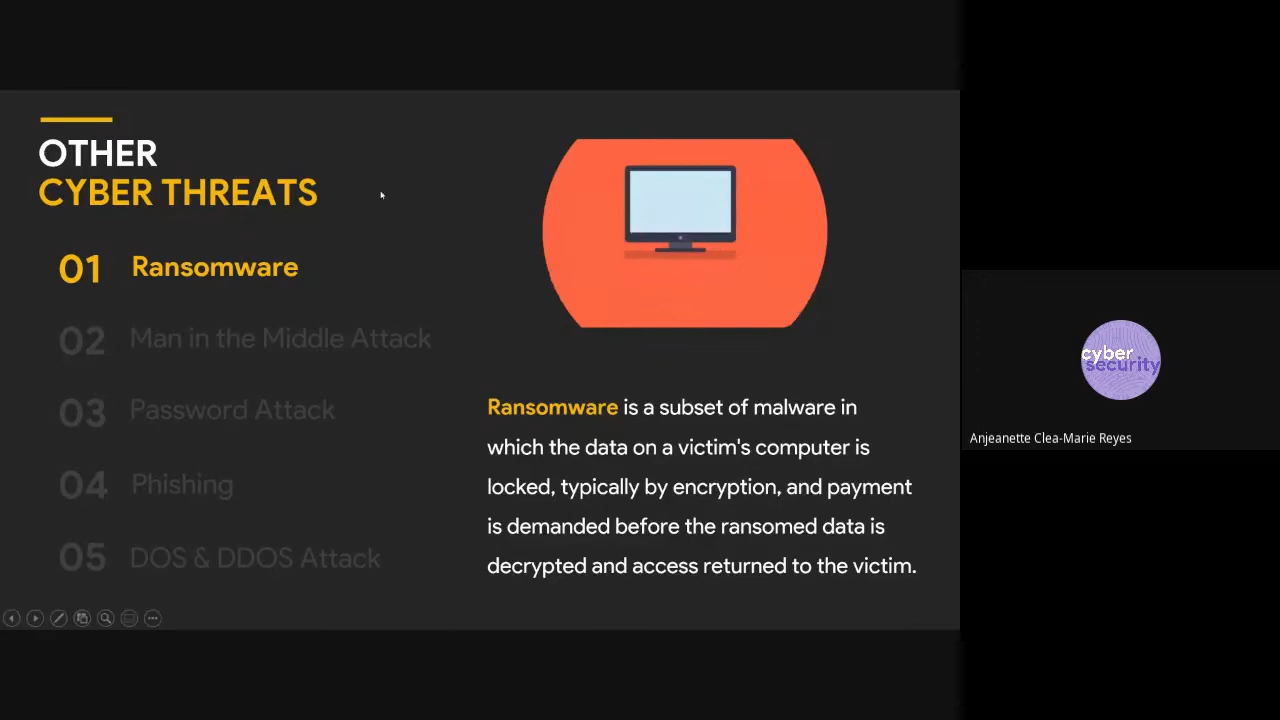 OTHER
CYBER THREATS
01 Ransomware
02 Man in the Middle Attack
03 Password Attack
04 Phishing
05 DOS & DDOS Attack
Ransomware is a subset of malware in
which the data on a victim's computer is
locked, typically by encryption, and payment
is demanded before the ransomed data is
decrypted and access returned to the victim.
cyber
security
Anjeanette Clea-Marie Reyes